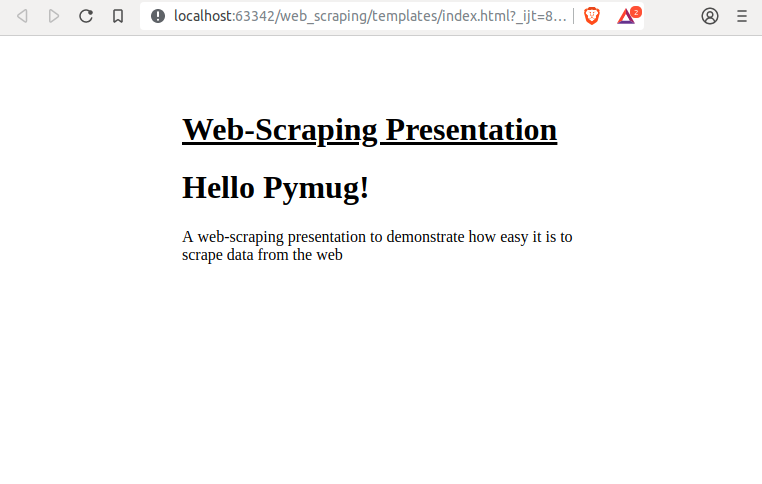 localhost:63342/web_scraping/templates/index.html?_ijt=8…
2
Web-Scraping Presentation
Hello Pymug!
A web-scraping presentation to demonstrate how easy it is to
scrape data from the web